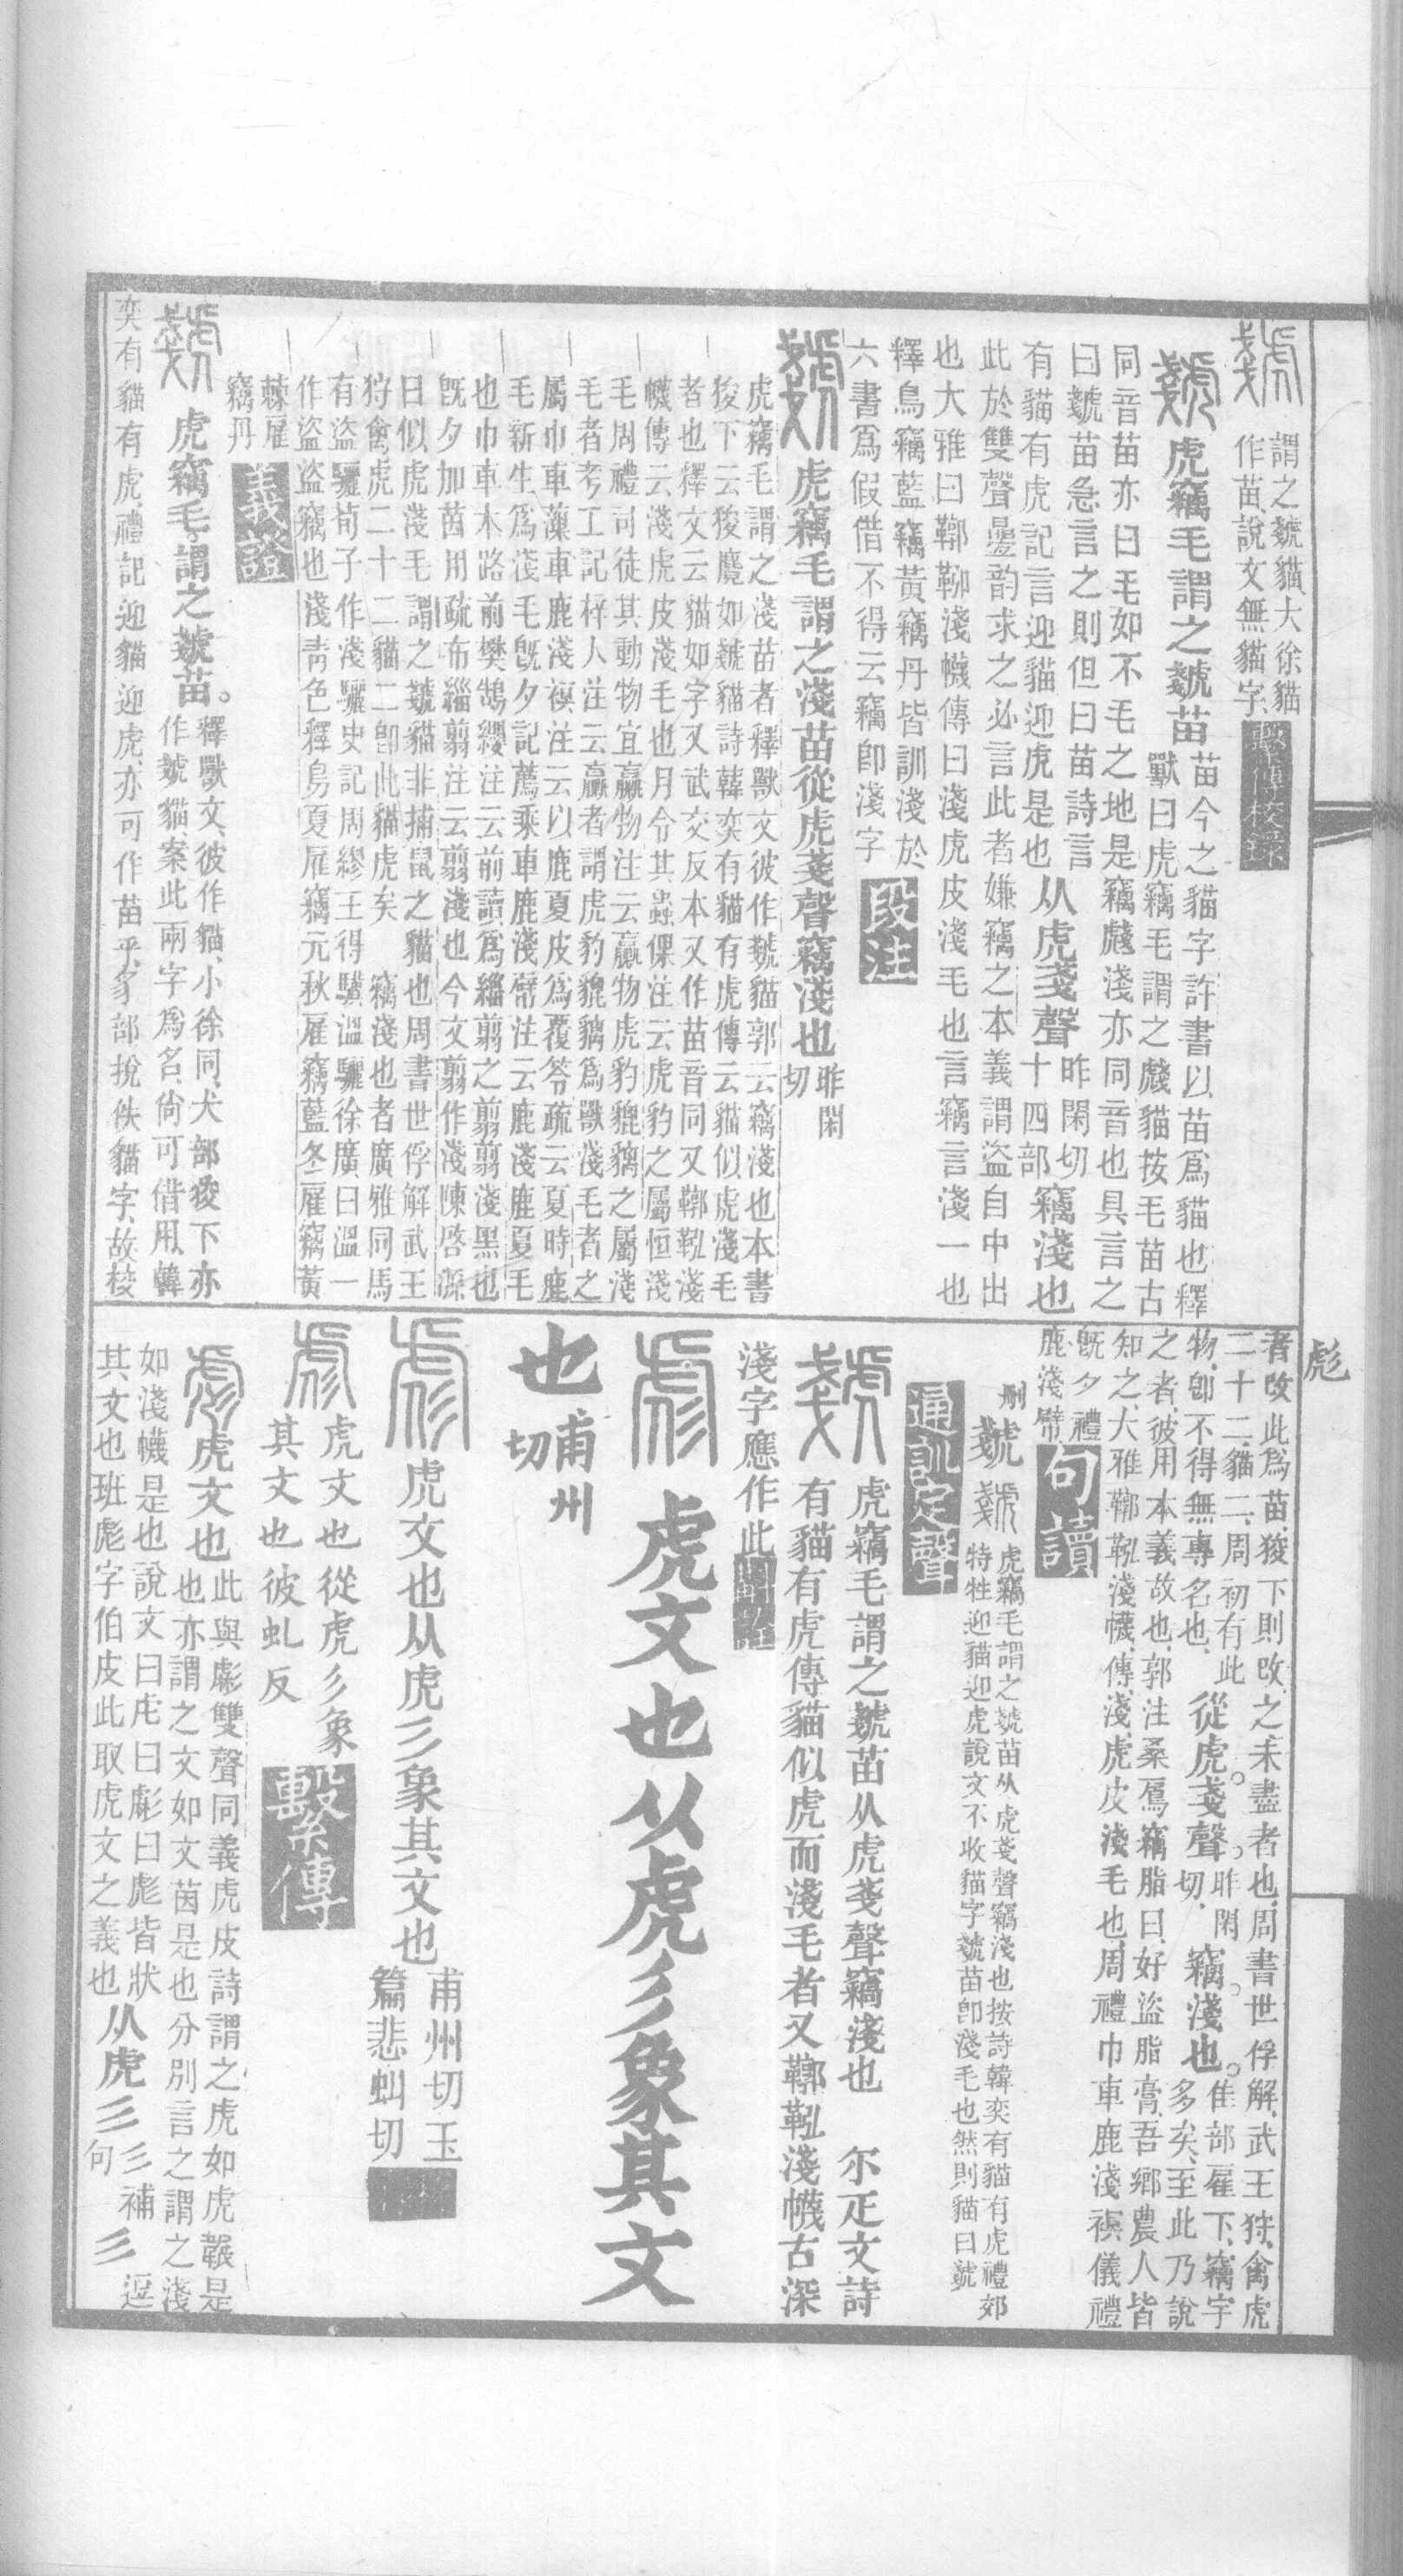 謂之虦貓大徐貓
作苗說文無貓字
繫傳校錄
虎竊毛謂之虦苗
苗今之貓字許書以苗爲貓也釋
獸曰虎竊毛謂之虥貓按毛苗古
同音苗亦曰毛如不毛之地是竊虥淺亦同音也具言之
曰虦苗急言之則但曰苗詩言
有貓有虎記言迎貓迎虎是也
从虎戔聲
昨閑切
十四部
竊淺也
此於雙聲曡韵求之必言此者嫌竊之本義謂盜自中出
也大雅曰鞹鞃淺幭傳曰淺虎皮淺毛也言竊言淺一也
釋鳥竊藍竊黃竊丹皆訓淺於
六書爲假借不得云竊卽淺字
段注
虎竊毛謂之淺苗從虎戔聲竊淺也
昨閑
切
虎竊毛謂之淺苗者釋獸文彼作虦貓郭云竊淺也本書
狻下云狻麑如虦貓詩韓奕有貓有虎傳云貓似虎淺毛
者也釋文云貓如字又武交反本又作苗音同又鞹鞃淺
幭傳云淺虎皮淺毛也月令其蟲倮注云虎豹之屬恒淺
毛周禮司徒其動物宜臝物注云臝物虎豹貔貐之屬淺
毛者考工記梓人注云臝者謂虎豹貔貐爲獸淺毛者之
屬巾車藻車鹿淺䙝注云以鹿夏皮爲覆笭疏云夏時鹿
毛新生爲淺毛旣夕記薦乘車鹿淺幦注云鹿淺鹿夏毛
也巾車木路前樊鵠纓注云前讀爲緇翦之翦翦淺黑也
旣夕加茵用疏布緇翦注云翦淺也今文翦作淺陳啓源
曰似虎淺毛謂之虦貓非捕鼠之貓也周書世俘解武王
狩禽虎二十二貓二卽此貓虎矣　竊淺也者廣雅同馬
有盜驪荀子作淺驪史記周繆王得驥溫驪徐廣曰溫一
作盜盜竊也淺靑色釋鳥夏雇竊元秋雇竊藍冬雇竊黃
棘雇
竊丹
義證
虎竊毛謂之虦苗。
釋獸文、彼作貓、小徐同、犬部狻下亦
作虦貓、案此兩字爲名、尙可借用、韓
奕有貓有虎、禮記迎貓迎虎、亦可作苗乎、豸部挩佚貓字、故校
者改此爲苗、狻下則改之未盡者也、周書世俘解、武王狩、禽虎
二十二、貓二、周初有此
物、卽不得無專名也、
從虎。戔聲。
昨閑
切、
竊。淺也。
隹部雇下、竊字
多矣、至此乃說
之者、彼用本義故也、郭注桑鳸竊脂曰、好盜脂膏、吾鄉農人皆
知之、大雅鞹鞃淺幭、傳、淺、虎皮淺毛也、周禮巾車鹿淺䙝儀禮
旣夕禮
鹿淺幦、
句讀
刪
虦
虎竊毛謂之虦苗从虎戔聲竊淺也按詩韓奕有貓有虎禮郊
特牲迎貓迎虎說文不收貓字虦苗卽淺毛也然則貓曰虦
通訓定聲
虎竊毛謂之虦苗从虎戔聲竊淺也　尔疋文詩
有貓有虎傳貓似虎而淺毛者又鞹鞃淺幭古深
淺字應作此
虎文也从虎彡象其文
也
甫州
切
虎文也从虎彡象其文也
甫州切玉
篇悲虯切
虎文也從虎彡象
其文也彼虬反
繫傳
虎文也
此與彪雙聲同義虎皮詩謂之虎如虎韔是
也亦謂之文如文茵是也分別言之謂之淺
如淺幭是也說文曰虍曰彪曰彪皆狀
其文也班彪字伯皮此取虎文之義也
从虎彡
彡補
句
彡
逗
彪